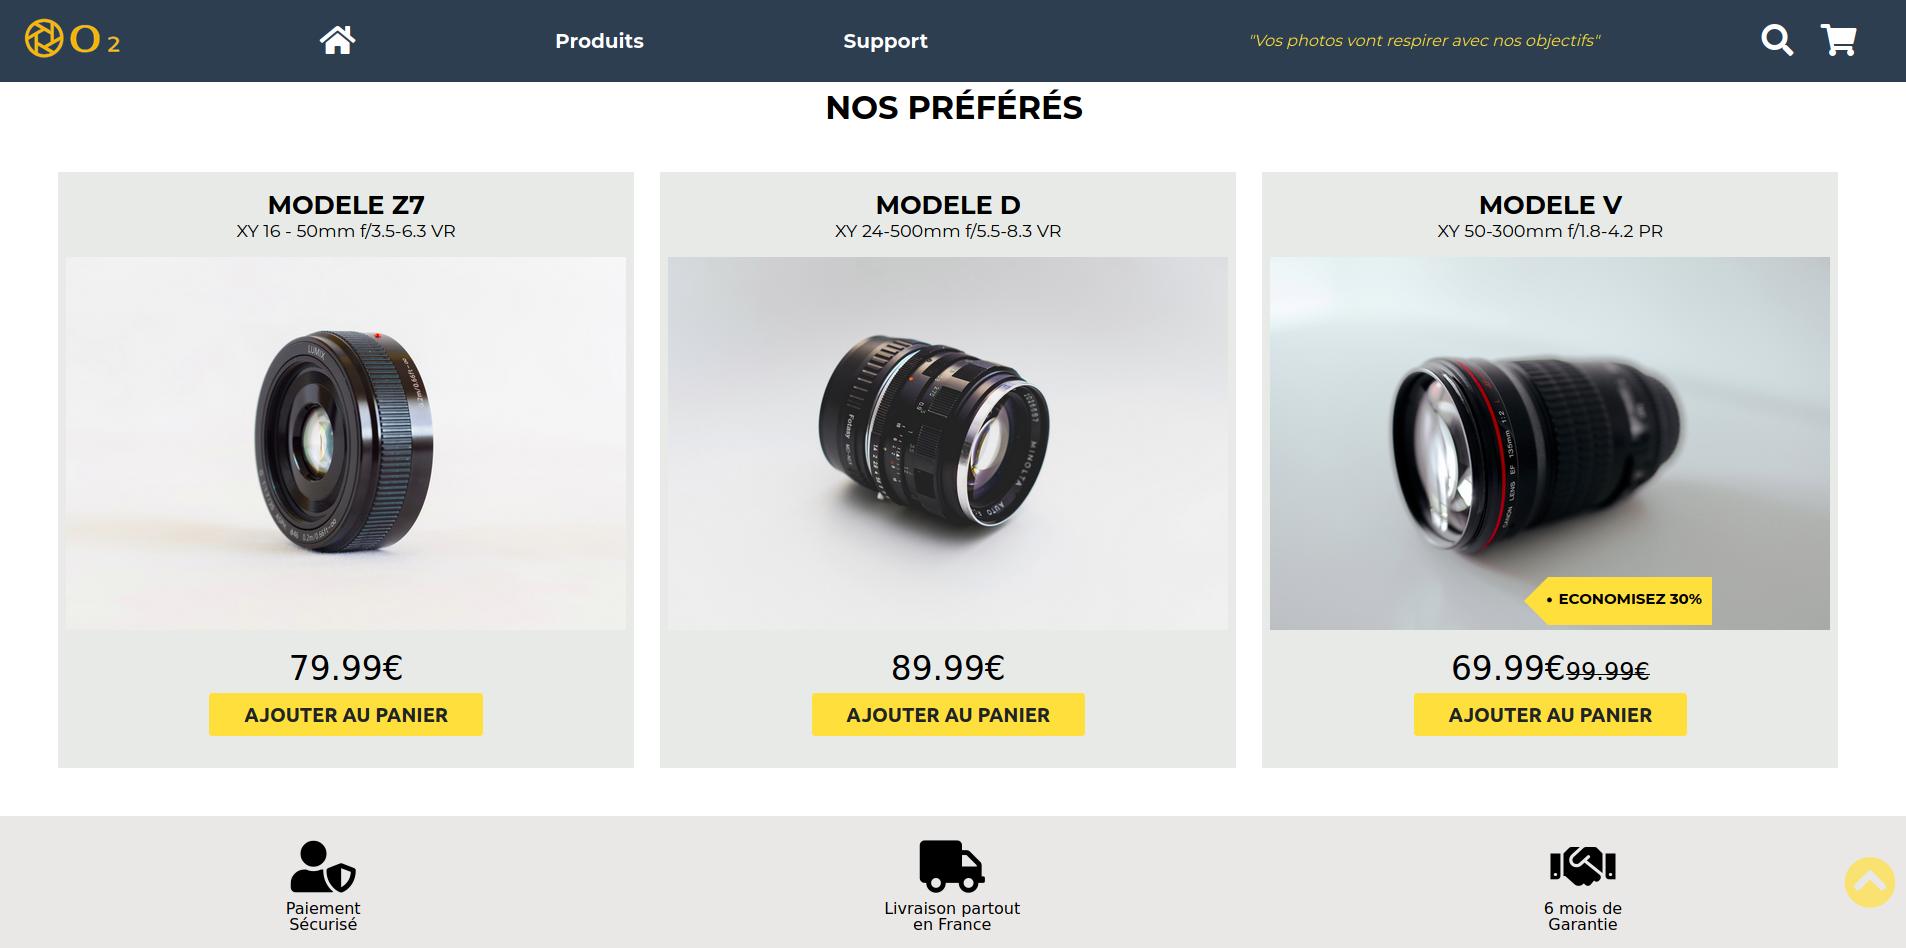 O 2
Produits
Support
"Vos photos vont respirer avec nos objectifs"
NOS PRÉFÉRÉS
MODELE Z7
XY 16 - 50mm f/3.5-6.3 VR
LUMIX
79.99€
AJOUTER AU PANIER
MODELE D
XY 24-500mm f/5.5-8.3 VR
Fotasy
MINOLTA
AUTO
89.99€
AJOUTER AU PANIER
MODELE V
XY 50-300mm f/1.8-4.2 PR
CANON LENS EF 135mm 1:2
• ECONOMISEZ 30%
69.99€99.99€
AJOUTER AU PANIER
Paiement
Sécurisé
Livraison partout
en France
6 mois de
Garantie